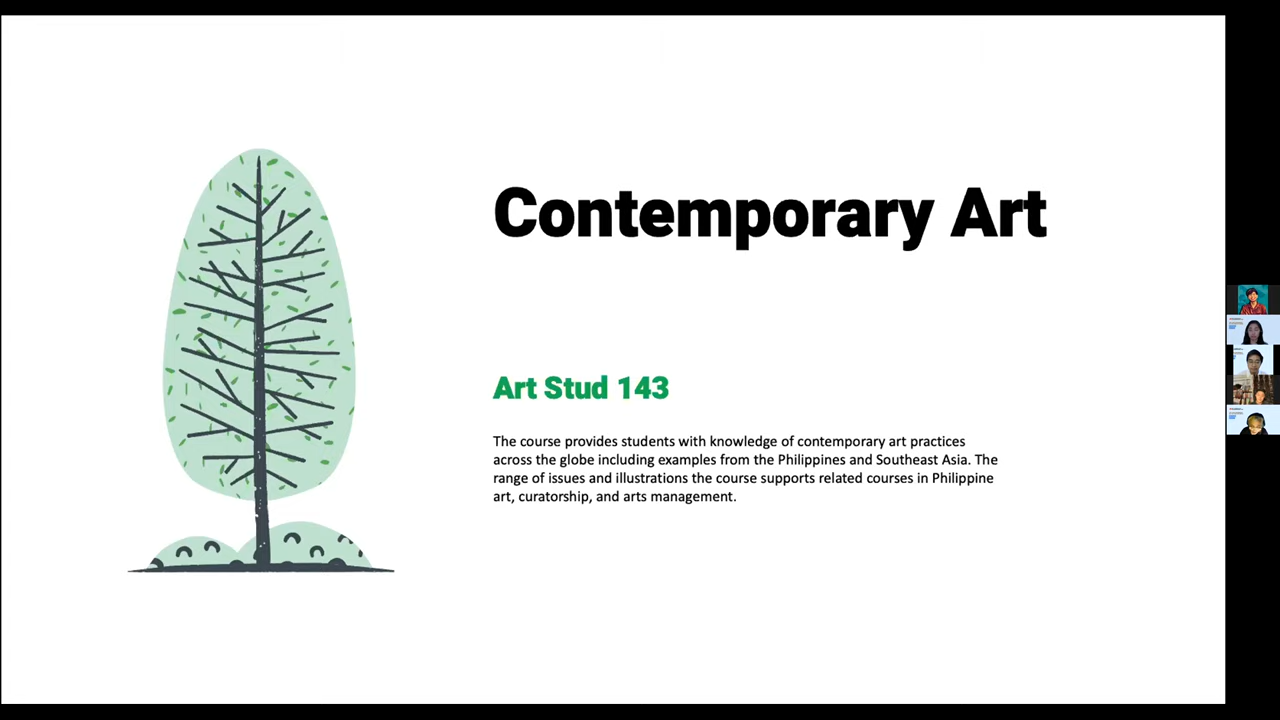 Contemporary Art
Art Stud 143
The course provides students with knowledge of contemporary art practices
across the globe including examples from the Philippines and Southeast Asia. The
range of issues and illustrations the course supports related courses in Philippine
art, curatorship, and arts management.